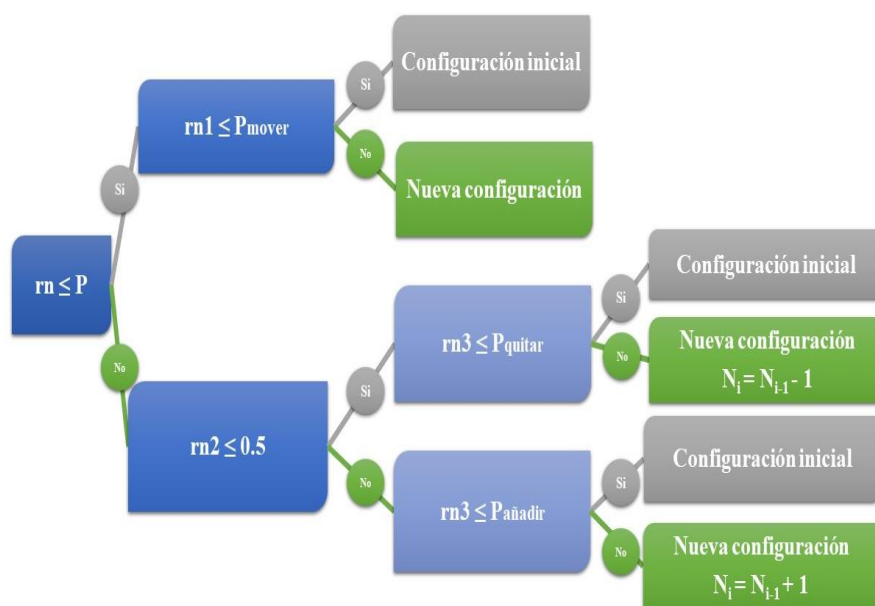 Configuración inicial
Si
rn1 ≤ Pmover
No
Nueva configuración
Si
rn ≤ P
No
Configuración inicial
Si
rn3 ≤ Pquitar
No
Nueva configuración
Ni = Ni-1 - 1
Si
rn2 ≤ 0.5
No
Configuración inicial
Si
rn3 ≤ Pañadir
No
Nueva configuración
Ni = Ni-1 + 1